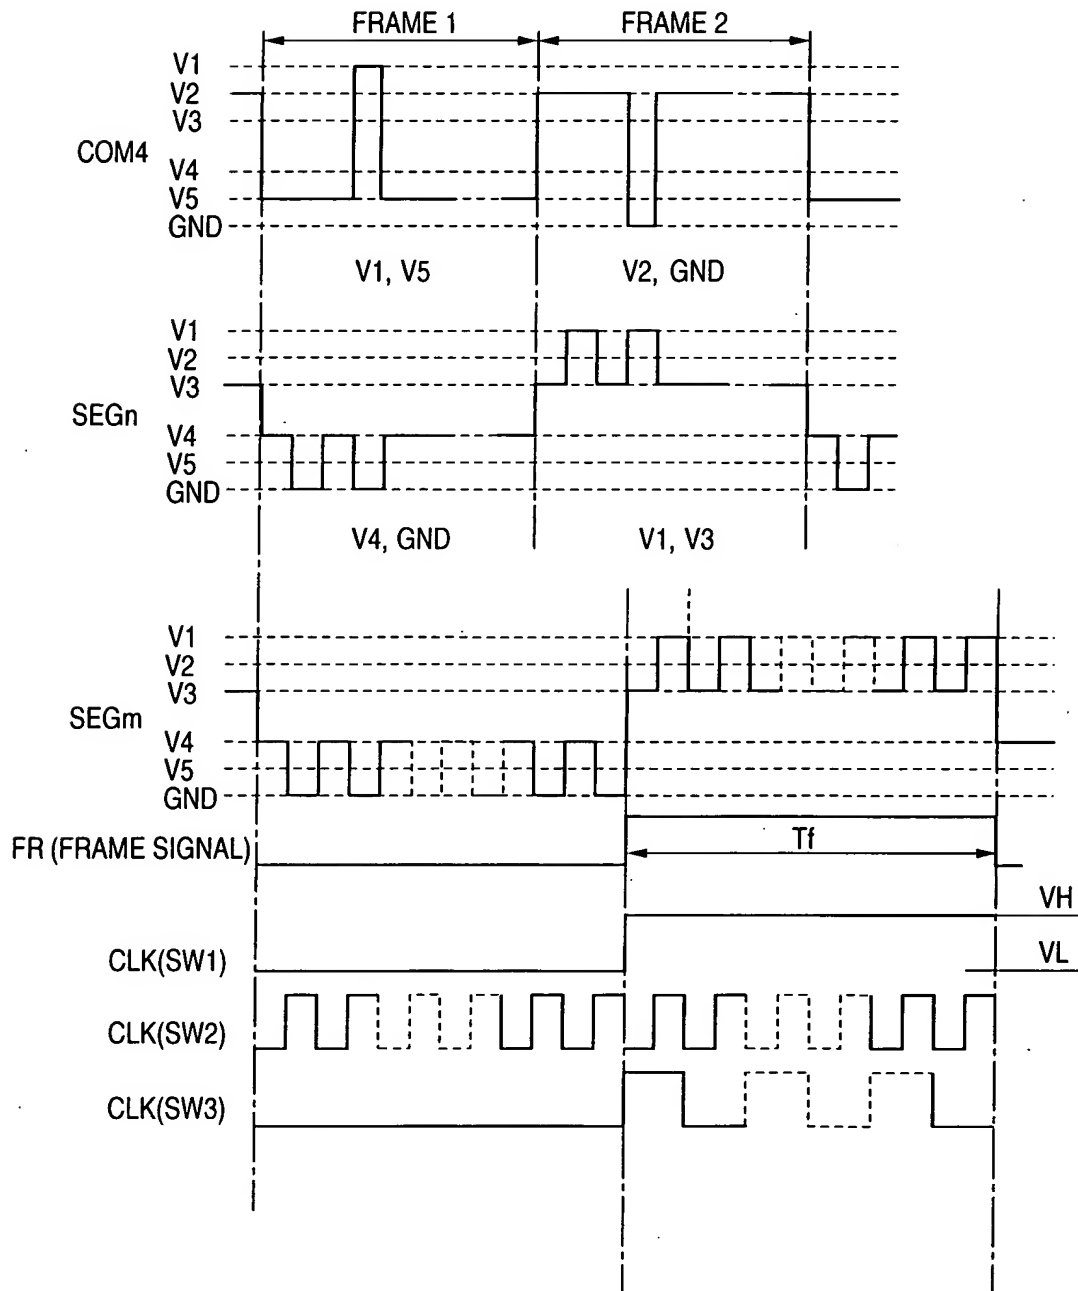 FRAME 1 FRAME 2
V1
V2
V3
COM4
V4
V5
GND
V1, V5 V2, GND
V1
V2
V3
SEGn
V4
V5
GND
V4, GND V1, V3
V1
V2
V3
SEGm
V4
V5
GND
FR (FRAME SIGNAL) Tf
VH
CLK(SW1) VL
CLK(SW2)
CLK(SW3)